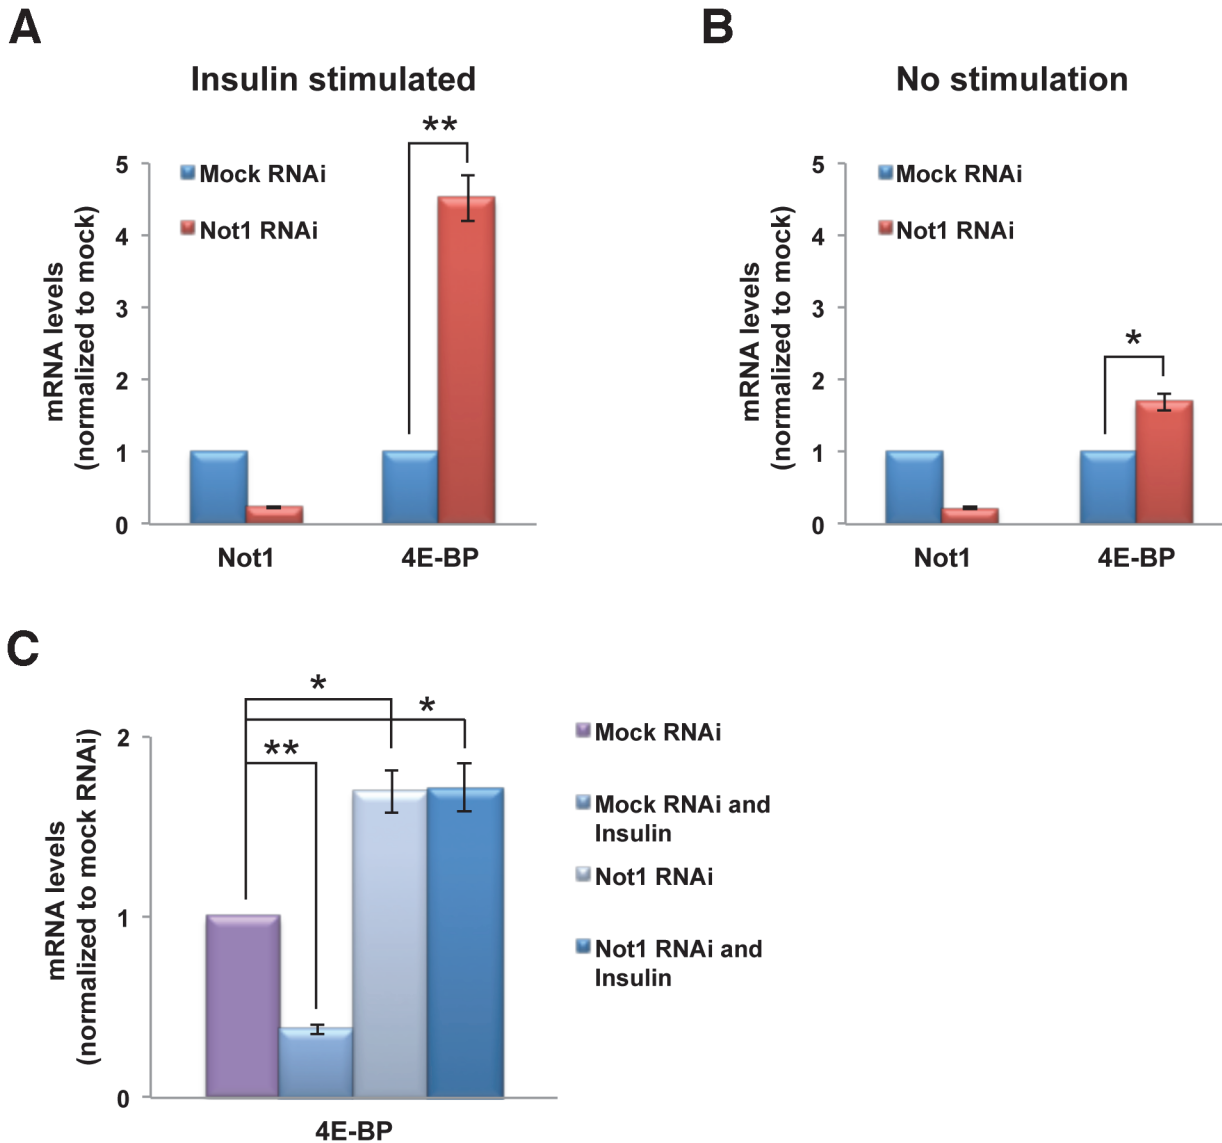 A
Insulin stimulated
**
5
4
3
2
1
0
mRNA levels
(normalized to mock)
Mock RNAi
Not1 RNAi
Not1
4E-BP
B
No stimulation
*
5
4
3
2
1
0
mRNA levels
(normalized to mock)
Mock RNAi
Not1 RNAi
Not1
4E-BP
C
*
*
**
2
1
0
mRNA levels
(normalized to mock RNAi)
4E-BP
Mock RNAi
Mock RNAi and
Insulin
Not1 RNAi
Not1 RNAi and
Insulin